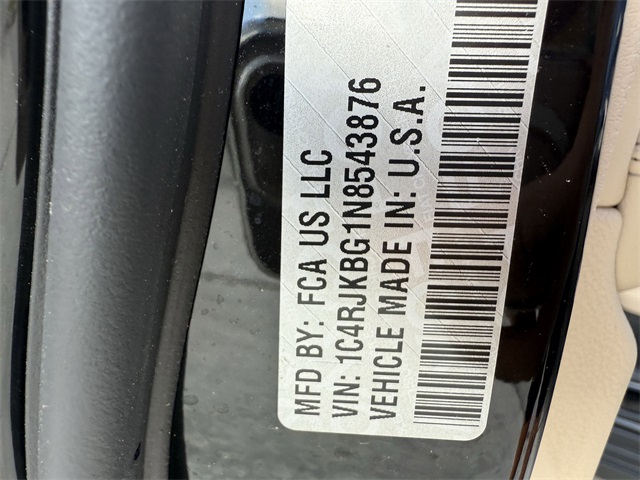 MFD BY: FCA US LLC
VIN: 1C4RJKBG1N8543876
VEHICLE MADE IN: U.S.A.